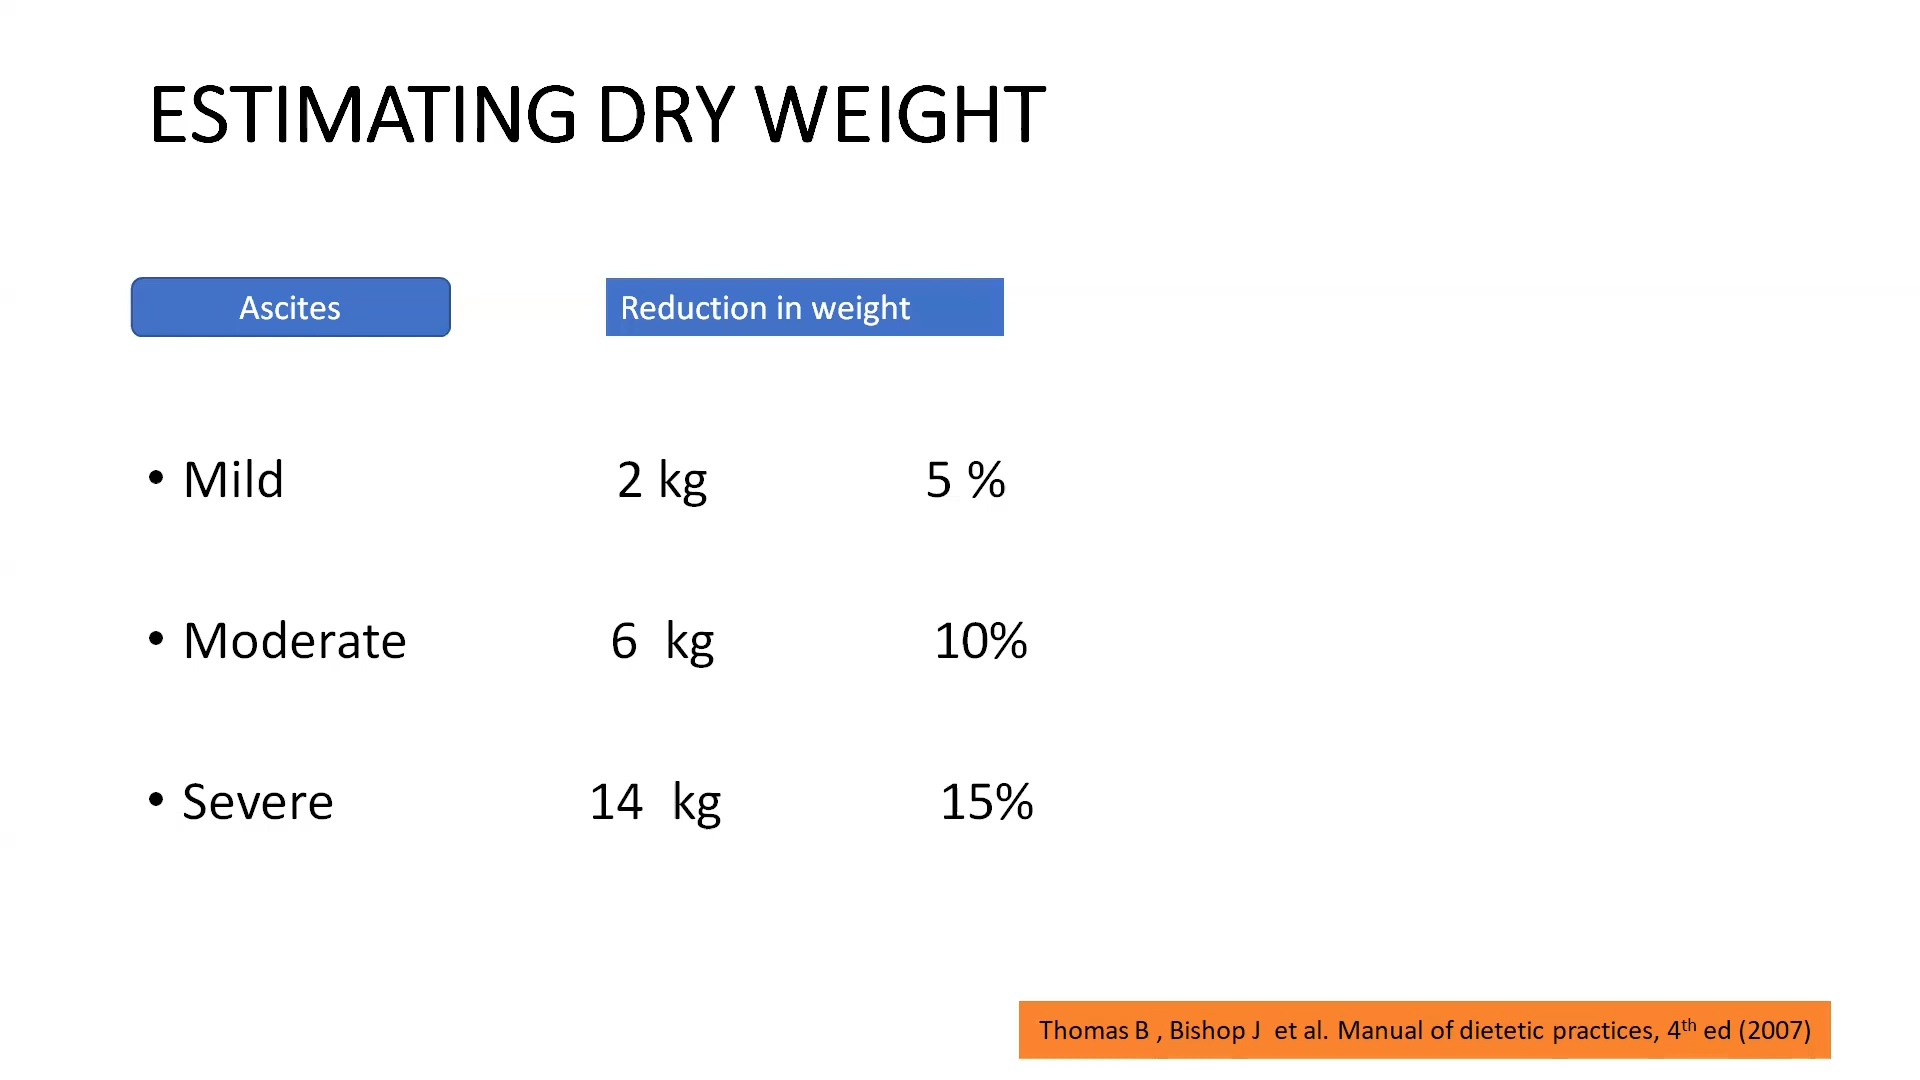 ESTIMATING DRY WEIGHT
Ascites Reduction in weight
• Mild 2 kg 5 %
• Moderate 6 kg 10%
• Severe 14 kg 15%
Thomas B , Bishop J et al. Manual of dietetic practices, 4th ed (2007)